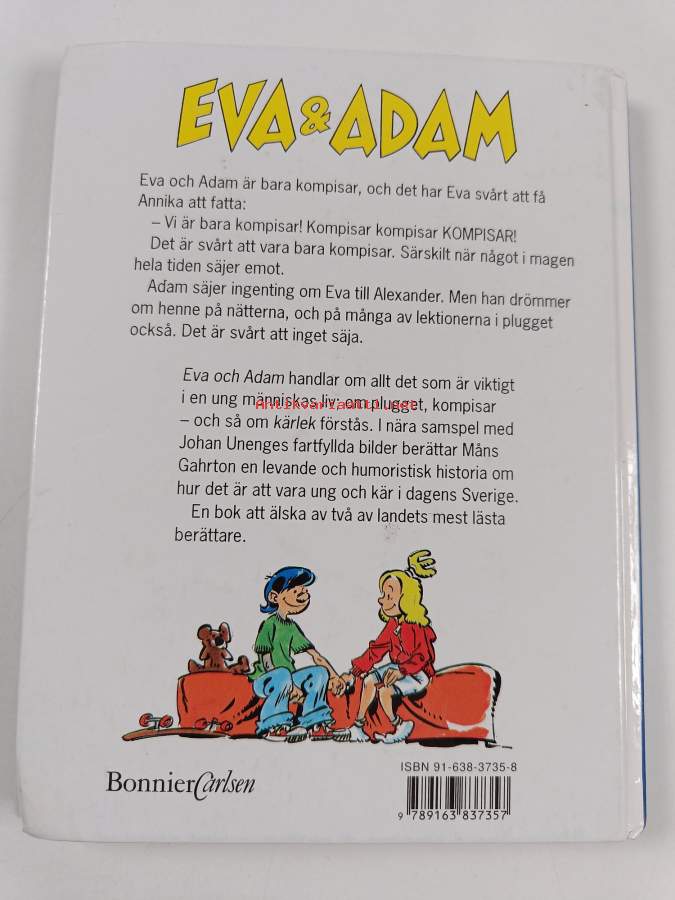 EVA & ADAM
Eva och Adam är bara kompisar, och det har Eva svårt att få
Annika att fatta:
– Vi är bara kompisar! Kompisar kompisar KOMPISAR!
Det är svårt att vara bara kompisar. Särskilt när något i magen
hela tiden säjer emot.
Adam säjer ingenting om Eva till Alexander. Men han drömmer
om henne på nätterna, och på många av lektionerna i plugget
också. Det är svårt att inget säja.
Eva och Adam handlar om allt det som är viktigt
i en ung människas liv: om plugget, kompisar
– och så om kärlek förstås. I nära samspel med
Johan Unenges fartfyllda bilder berättar Måns
Gahrton en levande och humoristisk historia om
hur det är att vara ung och kär i dagens Sverige.
En bok att älska av två av landets mest lästa
berättare.
ISBN 91-638-3735-8
BonnierCarlsen
9 789163 837357